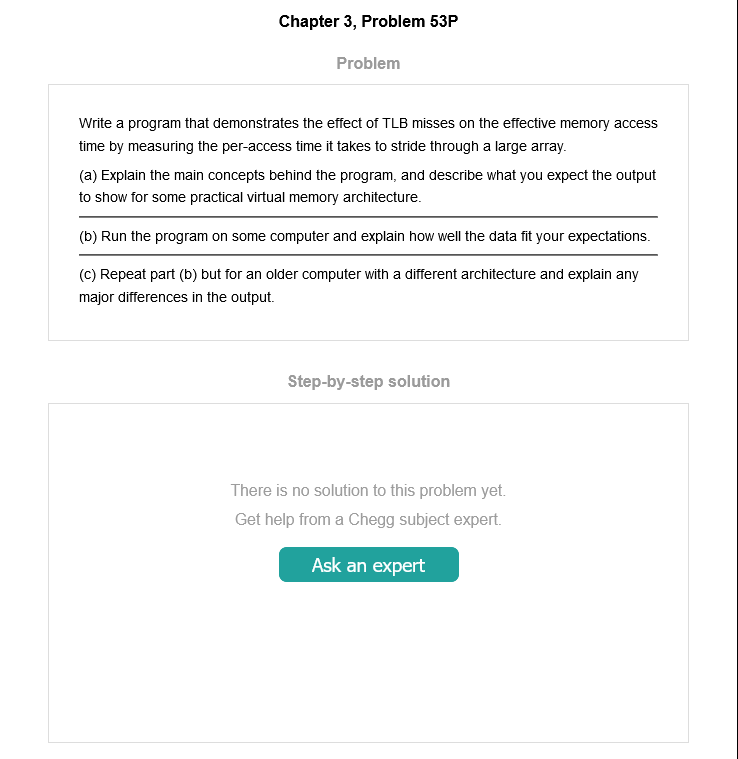 Chapter 3, Problem 53P
Problem
Write a program that demonstrates the effect of TLB misses on the effective memory access
time by measuring the per-access time it takes to stride through a large array.
(a) Explain the main concepts behind the program, and describe what you expect the output
to show for some practical virtual memory architecture.
(b) Run the program on some computer and explain how well the data fit your expectations.
(c) Repeat part (b) but for an older computer with a different architecture and explain any
major differences in the output.
Step-by-step solution
There is no solution to this problem yet.
Get help from a Chegg subject expert.
Ask an expert